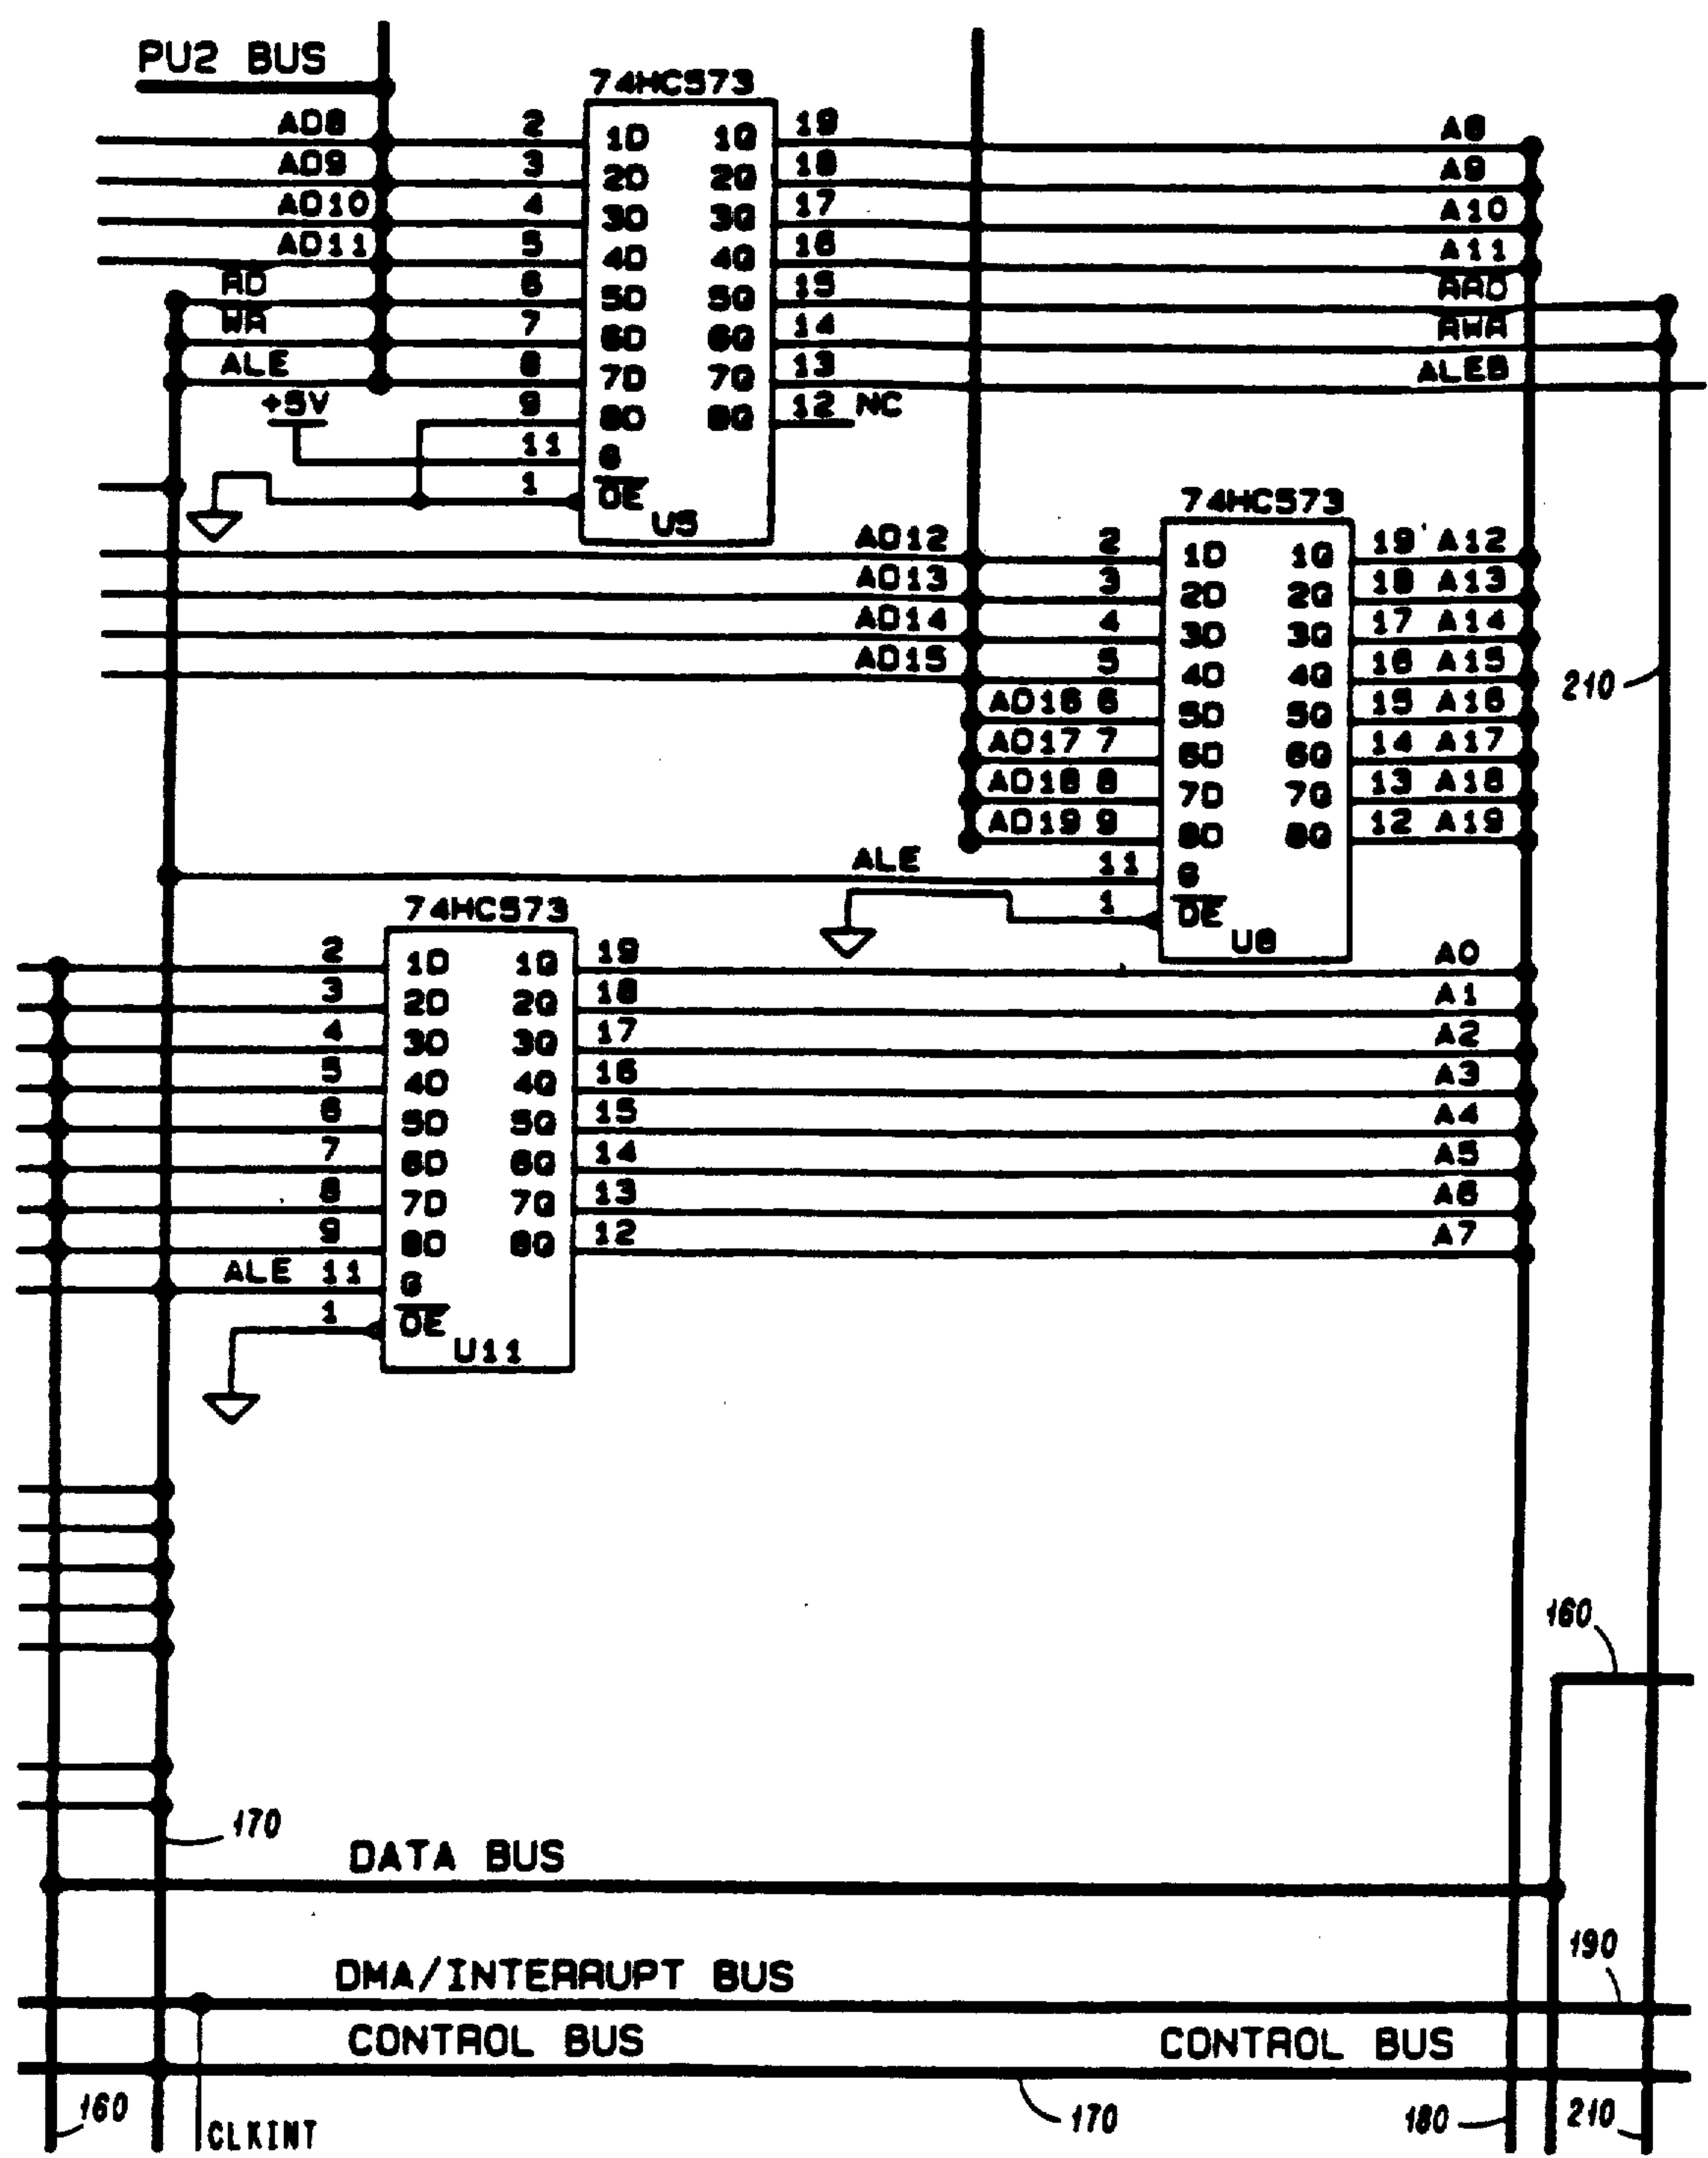 PU2 BUS
74HC573
AD8 2 1D 1Q 19 A8
AD9 3 2D 2Q 18 A9
AD10 4 3D 3Q 17 A10
AD11 5 4D 4Q 16 A11
RD 6 5D 5Q 15 RRD
WR 7 6D 6Q 14 RWR
ALE 8 7D 7Q 13 ALEB
+5V 9 8D 8Q 12 NC
11 G
1 OE
U5
74HC573
AD12 2 1D 1Q 19 A12
AD13 3 2D 2Q 18 A13
AD14 4 3D 3Q 17 A14
AD15 5 4D 4Q 16 A15
210
AD16 6 5D 5Q 15 A16
AD17 7 6D 6Q 14 A17
AD18 8 7D 7Q 13 A18
AD19 9 8D 8Q 12 A19
ALE 11 G
1 OE
U6
74HC573
2 1D 1Q 19 A0
3 2D 2Q 18 A1
4 3D 3Q 17 A2
5 4D 4Q 16 A3
6 5D 5Q 15 A4
7 6D 6Q 14 A5
8 7D 7Q 13 A6
9 8D 8Q 12 A7
ALE 11 G
1 OE
U11
160
170
DATA BUS
190
DMA/INTERRUPT BUS
CONTROL BUS CONTROL BUS
160 CLKINT 170 180 210